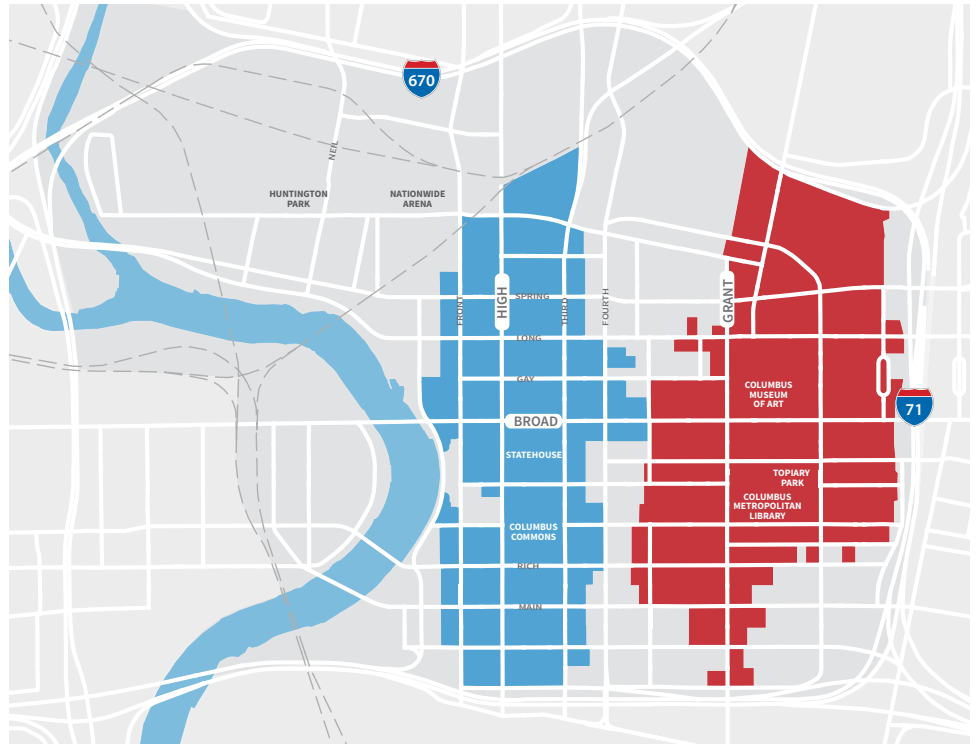 670
NEIL
HUNTINGTON
PARK
NATIONWIDE
ARENA
FRONT
HIGH
SPRING
THIRD
FOURTH
GRANT
LONG
GAY
COLUMBUS
MUSEUM
OF ART
71
BROAD
STATEHOUSE
TOPIARY
PARK
COLUMBUS
METROPOLITAN
LIBRARY
COLUMBUS
COMMONS
RICH
MAIN